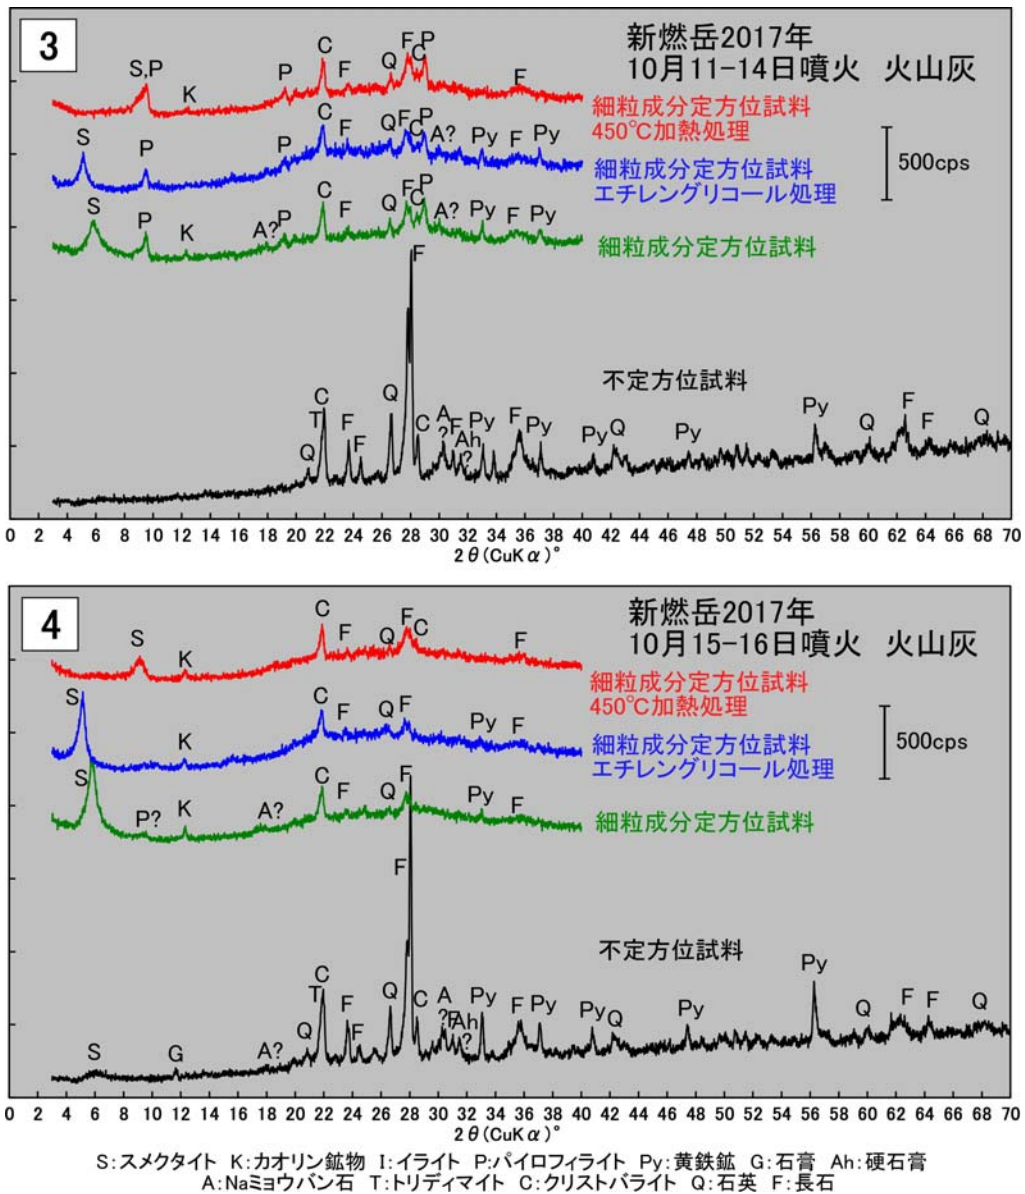 3
新燃岳2017年
10月11-14日噴火 火山灰
細粒成分定方位試料
450℃加熱処理
細粒成分定方位試料
エチレングリコール処理
細粒成分定方位試料
500cps
不定方位試料
S,P K P C F Q F C P F
S P P C F Q F C P A? Py F Py
S P K A? P C F Q F C P A? Py F Py
Q T C F F Q F C A ? F Ah ? Py F Py Py Q Py Py Q F F Q
0 2 4 6 8 10 12 14 16 18 20 22 24 26 28 30 32 34 36 38 40 42 44 46 48 50 52 54 56 58 60 62 64 66 68 70
2θ(CuKα)°
4
新燃岳2017年
10月15-16日噴火 火山灰
細粒成分定方位試料
450℃加熱処理
細粒成分定方位試料
エチレングリコール処理
細粒成分定方位試料
500cps
不定方位試料
S K C F Q F C F
S K C F Q F Py F
S P? K A? C F Q F Py F
S G A? Q T C F F Q F C A ? F Ah ? Py F Py Py Q Py Py Q F F Q
0 2 4 6 8 10 12 14 16 18 20 22 24 26 28 30 32 34 36 38 40 42 44 46 48 50 52 54 56 58 60 62 64 66 68 70
2θ(CuKα)°
S:スメクタイト K:カオリン鉱物 I:イライト P:パイロフィライト Py:黄鉄鉱 G:石膏 Ah:硬石膏
A:Naミョウバン石 T:トリディマイト C:クリストバライト Q:石英 F:長石